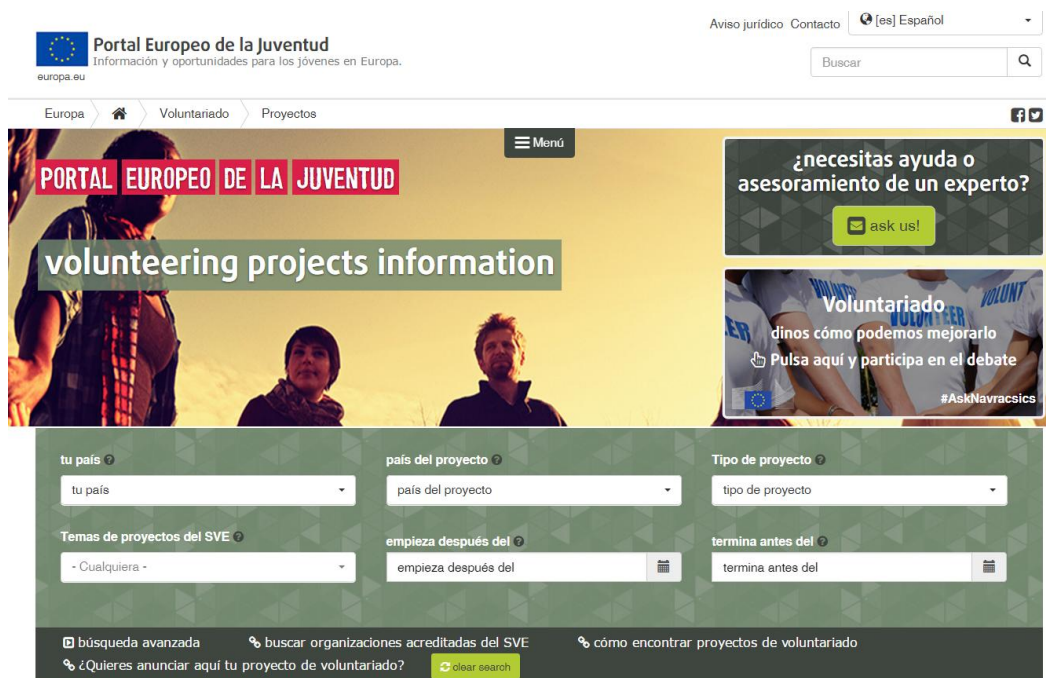 Aviso jurídico Contacto [es] Español
Portal Europeo de la Juventud
Información y oportunidades para los jóvenes en Europa.
europa.eu
Buscar
Europa Voluntariado Proyectos
Menú
PORTAL EUROPEO DE LA JUVENTUD
volunteering projects information
¿necesitas ayuda o
asesoramiento de un experto?
ask us!
VOLUNT
VOLUNTEER
Voluntariado
dinos cómo podemos mejorarlo
Pulsa aquí y participa en el debate
#AskNavracsics
tu país país del proyecto Tipo de proyecto
tu país país del proyecto tipo de proyecto
Temas de proyectos del SVE empieza después del termina antes del
- Cualquiera - empieza después del termina antes del
búsqueda avanzada buscar organizaciones acreditadas del SVE cómo encontrar proyectos de voluntariado
¿Quieres anunciar aquí tu proyecto de voluntariado? clear search